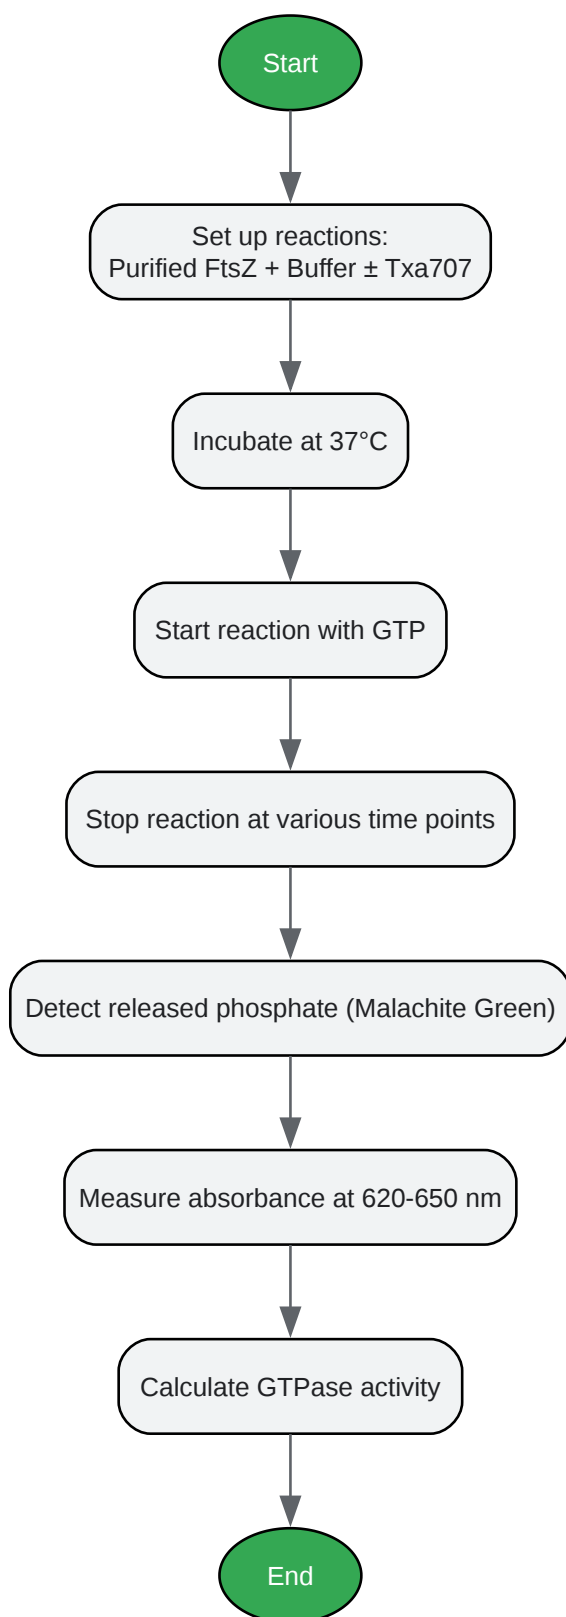 Start
Set up reactions:
Purified FtsZ + Buffer ± Txa707
Incubate at 37°C
Start reaction with GTP
Stop reaction at various time points
Detect released phosphate (Malachite Green)
Measure absorbance at 620-650 nm
Calculate GTPase activity
End